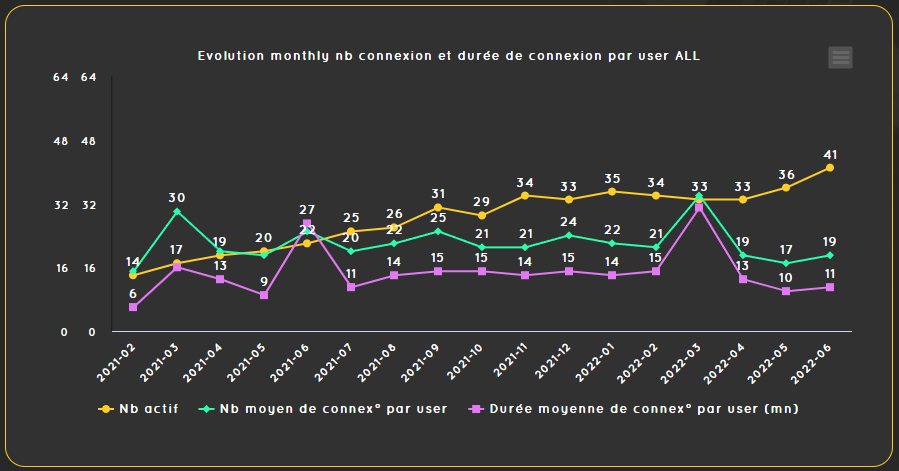 Evolution monthly nb connexion et durée de connexion par user ALL
64 64
48 48
32 32
16 16
0 0
14 17 19 20 22 25 26 31 29 34 33 35 34 33 33 36 41
30 20 22 25 21 21 24 22 21 19 17 19
6 13 9 27 11 14 15 15 14 15 14 15 13 10 11
2021-02 2021-03 2021-04 2021-05 2021-06 2021-07 2021-08 2021-09 2021-10 2021-11 2021-12 2022-01 2022-02 2022-03 2022-04 2022-05 2022-06
Nb actif Nb moyen de connex° par user Durée moyenne de connex° par user (mn)